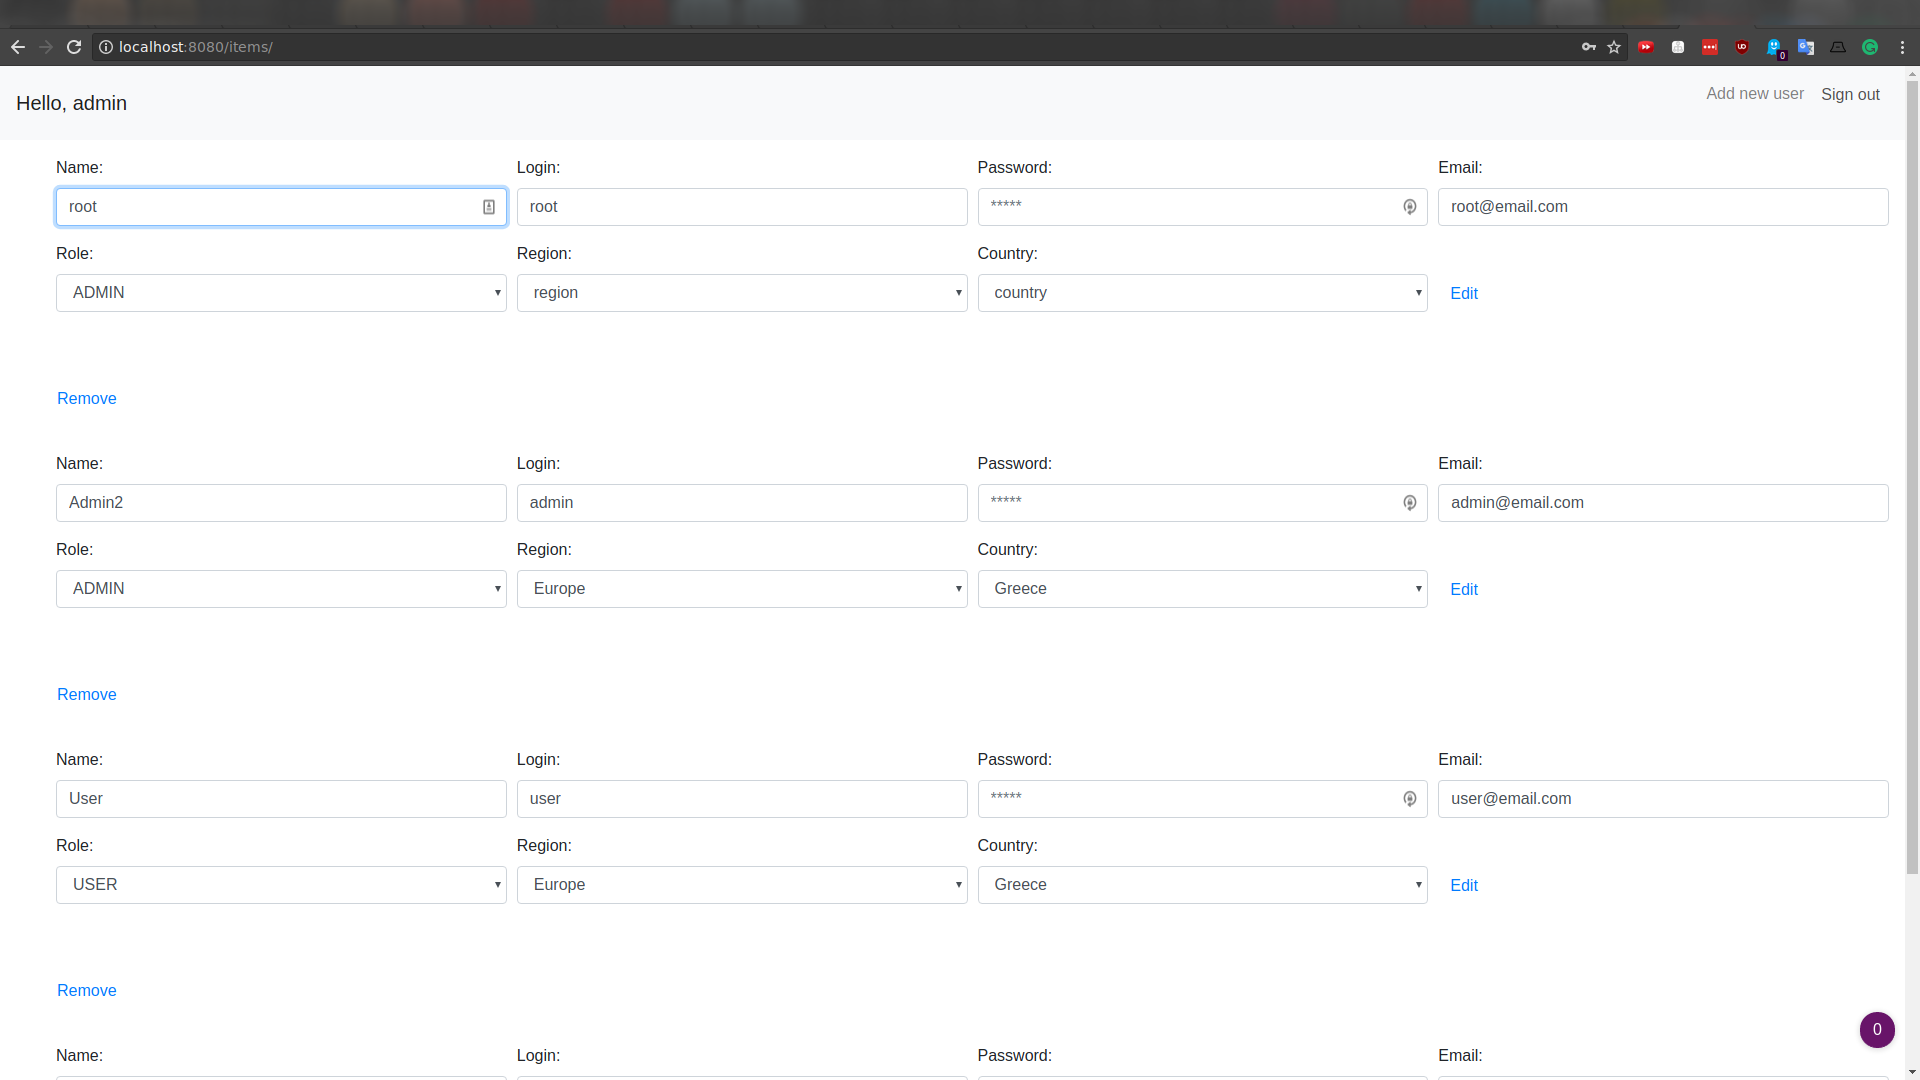 localhost:8080/items/
0
Hello, admin
Add new user Sign out
Name: Login: Password: Email:
root root ***** root@email.com
Role: Region: Country:
ADMIN region country Edit
Remove
Name: Login: Password: Email:
Admin2 admin ***** admin@email.com
Role: Region: Country:
ADMIN Europe Greece Edit
Remove
Name: Login: Password: Email:
User user ***** user@email.com
Role: Region: Country:
USER Europe Greece Edit
Remove
0
Name: Login: Password: Email: